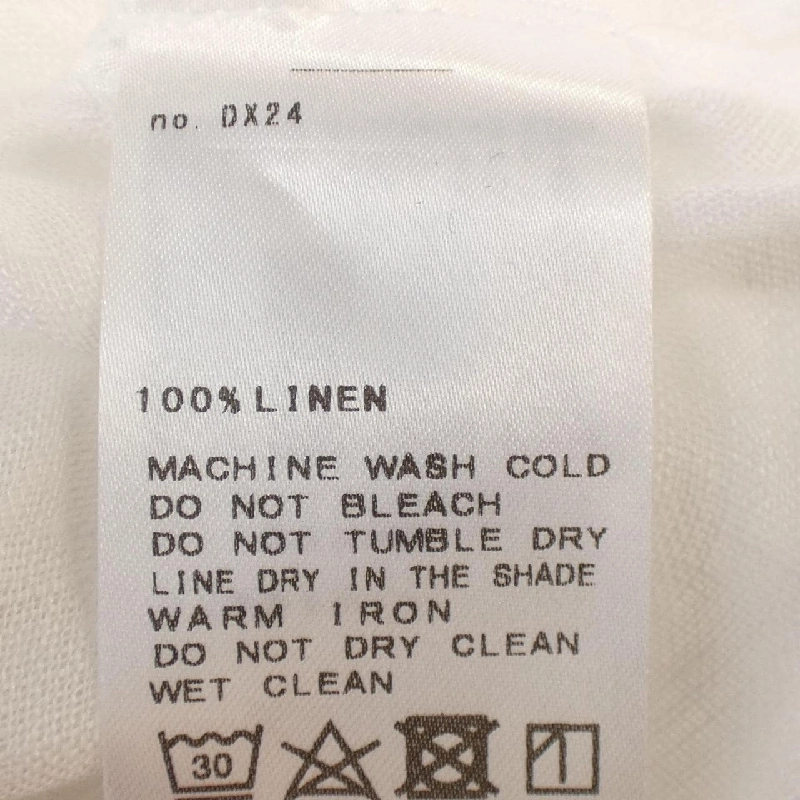 no. DX24
100% LINEN
MACHINE WASH COLD
DO NOT BLEACH
DO NOT TUMBLE DRY
LINE DRY IN THE SHADE
WARM IRON
DO NOT DRY CLEAN
WET CLEAN
30